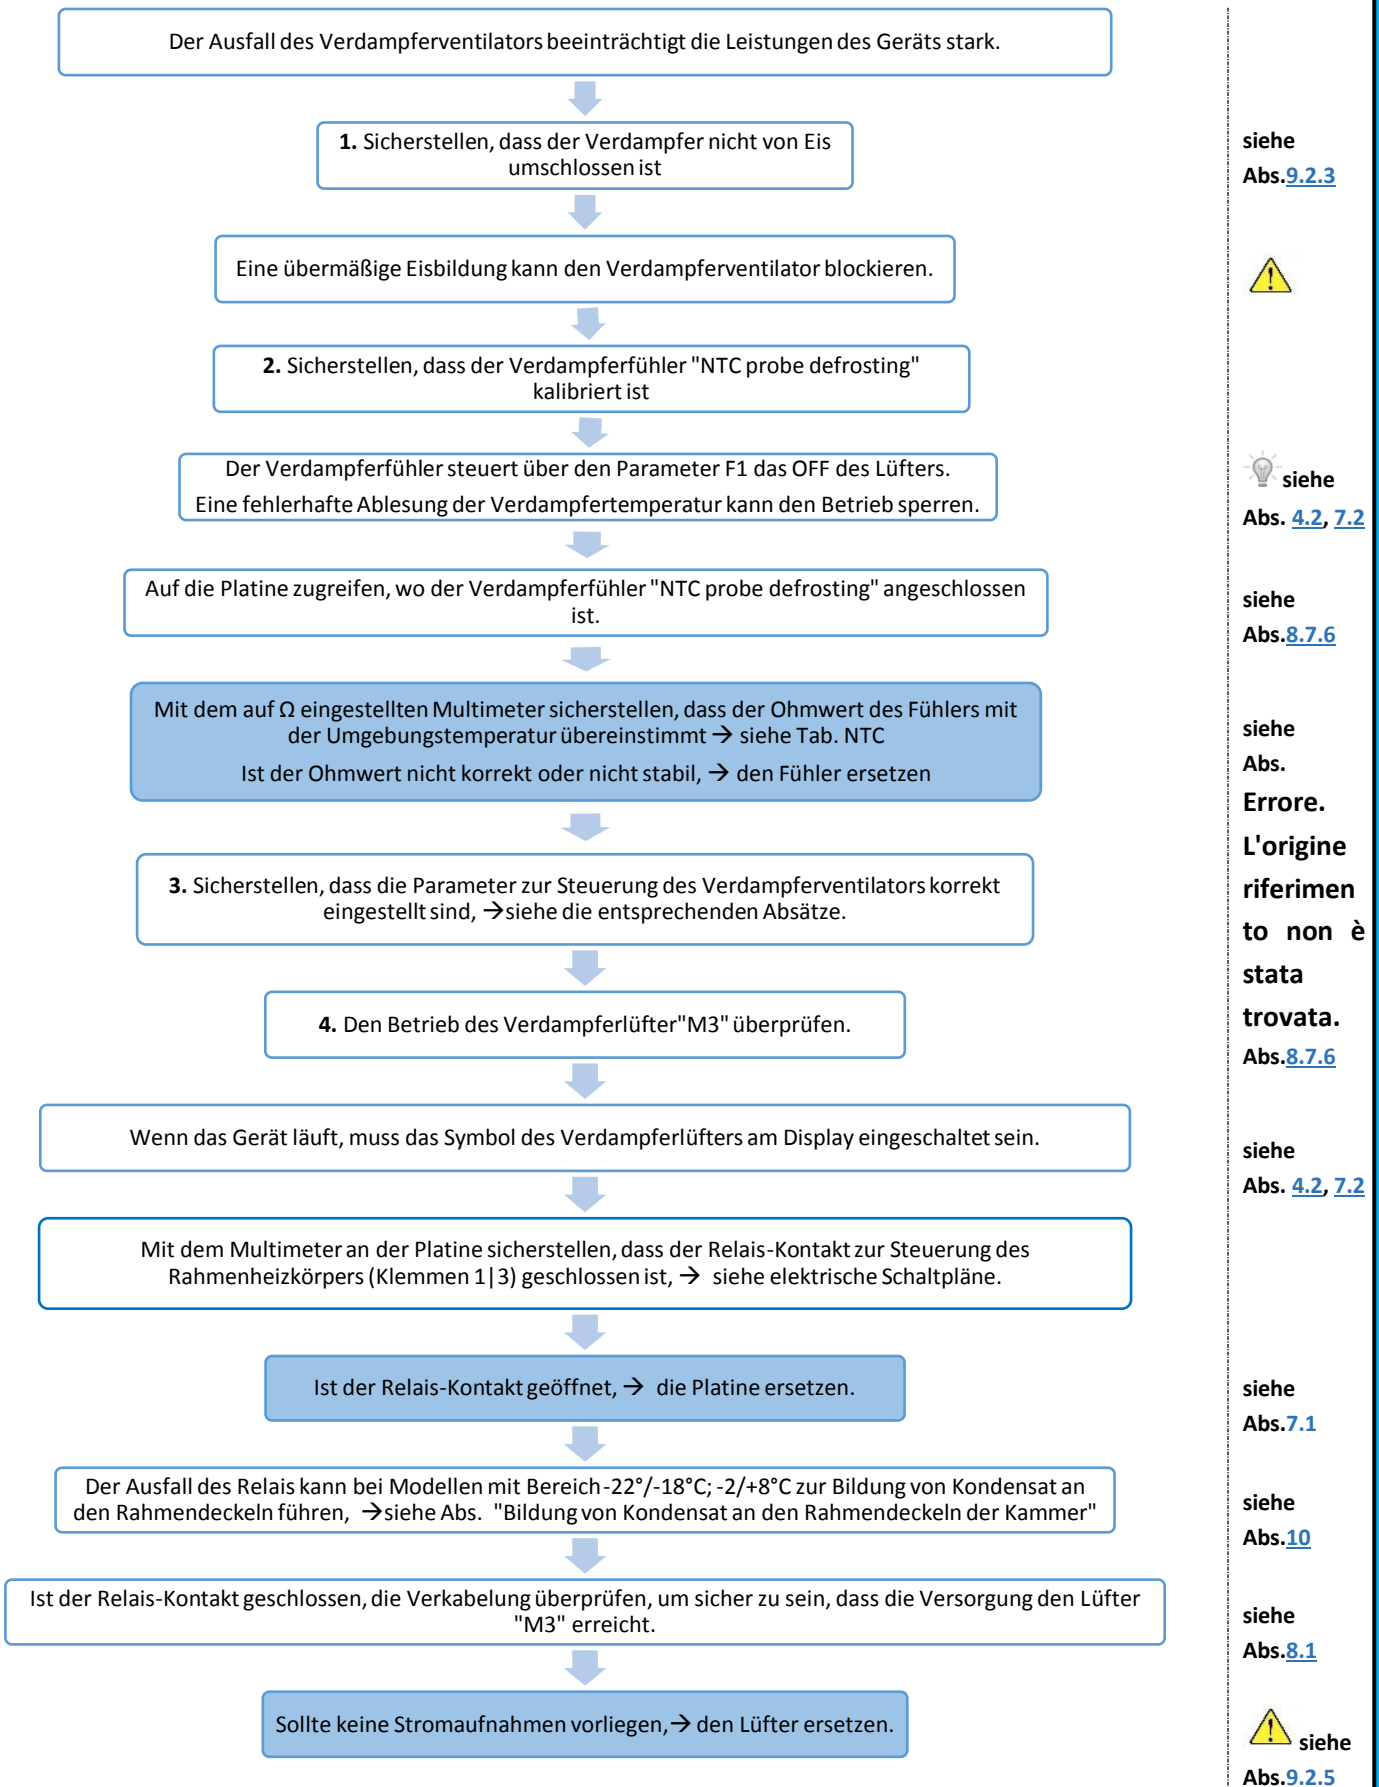 Der Ausfall des Verdampferventilators beeinträchtigt die Leistungen des Geräts stark.
1. Sicherstellen, dass der Verdampfer nicht von Eis
umschlossen ist
siehe
Abs.9.2.3
Eine übermäßige Eisbildung kann den Verdampferventilator blockieren.
2. Sicherstellen, dass der Verdampferfühler "NTC probe defrosting"
kalibriert ist
Der Verdampferfühler steuert über den Parameter F1 das OFF des Lüfters.
Eine fehlerhafte Ablesung der Verdampfertemperatur kann den Betrieb sperren.
siehe
Abs. 4.2, 7.2
Auf die Platine zugreifen, wo der Verdampferfühler "NTC probe defrosting" angeschlossen
ist.
siehe
Abs.8.7.6
Mit dem auf Ω eingestellten Multimeter sicherstellen, dass der Ohmwert des Fühlers mit
der Umgebungstemperatur übereinstimmt → siehe Tab. NTC
Ist der Ohmwert nicht korrekt oder nicht stabil, → den Fühler ersetzen
siehe
Abs.
Errore.
L'origine
riferimen
to non è
stata
trovata.
Abs.8.7.6
3. Sicherstellen, dass die Parameter zur Steuerung des Verdampferventilators korrekt
eingestellt sind, →siehe die entsprechenden Absätze.
4. Den Betrieb des Verdampferlüfter"M3" überprüfen.
Wenn das Gerät läuft, muss das Symbol des Verdampferlüfters am Display eingeschaltet sein.
siehe
Abs. 4.2, 7.2
Mit dem Multimeter an der Platine sicherstellen, dass der Relais-Kontakt zur Steuerung des
Rahmenheizkörpers (Klemmen 1|3) geschlossen ist, → siehe elektrische Schaltpläne.
Ist der Relais-Kontakt geöffnet, → die Platine ersetzen.
siehe
Abs.7.1
Der Ausfall des Relais kann bei Modellen mit Bereich -22°/-18°C; -2/+8°C zur Bildung von Kondensat an
den Rahmendeckeln führen, →siehe Abs. "Bildung von Kondensat an den Rahmendeckeln der Kammer"
siehe
Abs.10
Ist der Relais-Kontakt geschlossen, die Verkabelung überprüfen, um sicher zu sein, dass die Versorgung den Lüfter
"M3" erreicht.
siehe
Abs.8.1
Sollte keine Stromaufnahmen vorliegen,→ den Lüfter ersetzen.
siehe
Abs.9.2.5